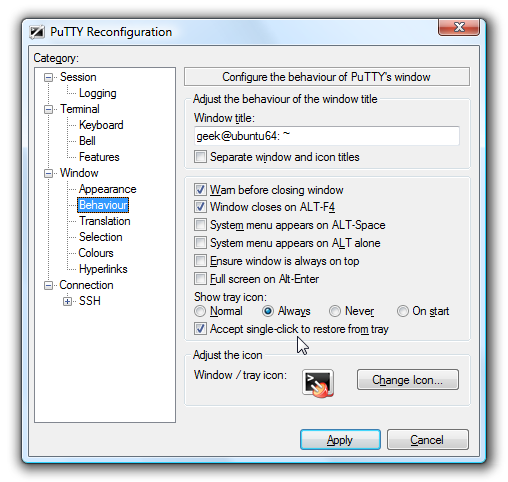 PuTTY Reconfiguration
Category:
Session
Logging
Terminal
Keyboard
Bell
Features
Window
Appearance
Behaviour
Translation
Selection
Colours
Hyperlinks
Connection
SSH
Configure the behaviour of PuTTY's window
Adjust the behaviour of the window title
Window title:
geek@ubuntu64: ~
Separate window and icon titles
Warn before closing window
Window closes on ALT-F4
System menu appears on ALT-Space
System menu appears on ALT alone
Ensure window is always on top
Full screen on Alt-Enter
Show tray icon:
Normal Always Never On start
Accept single-click to restore from tray
Adjust the icon
Window / tray icon: Change Icon...
Apply Cancel